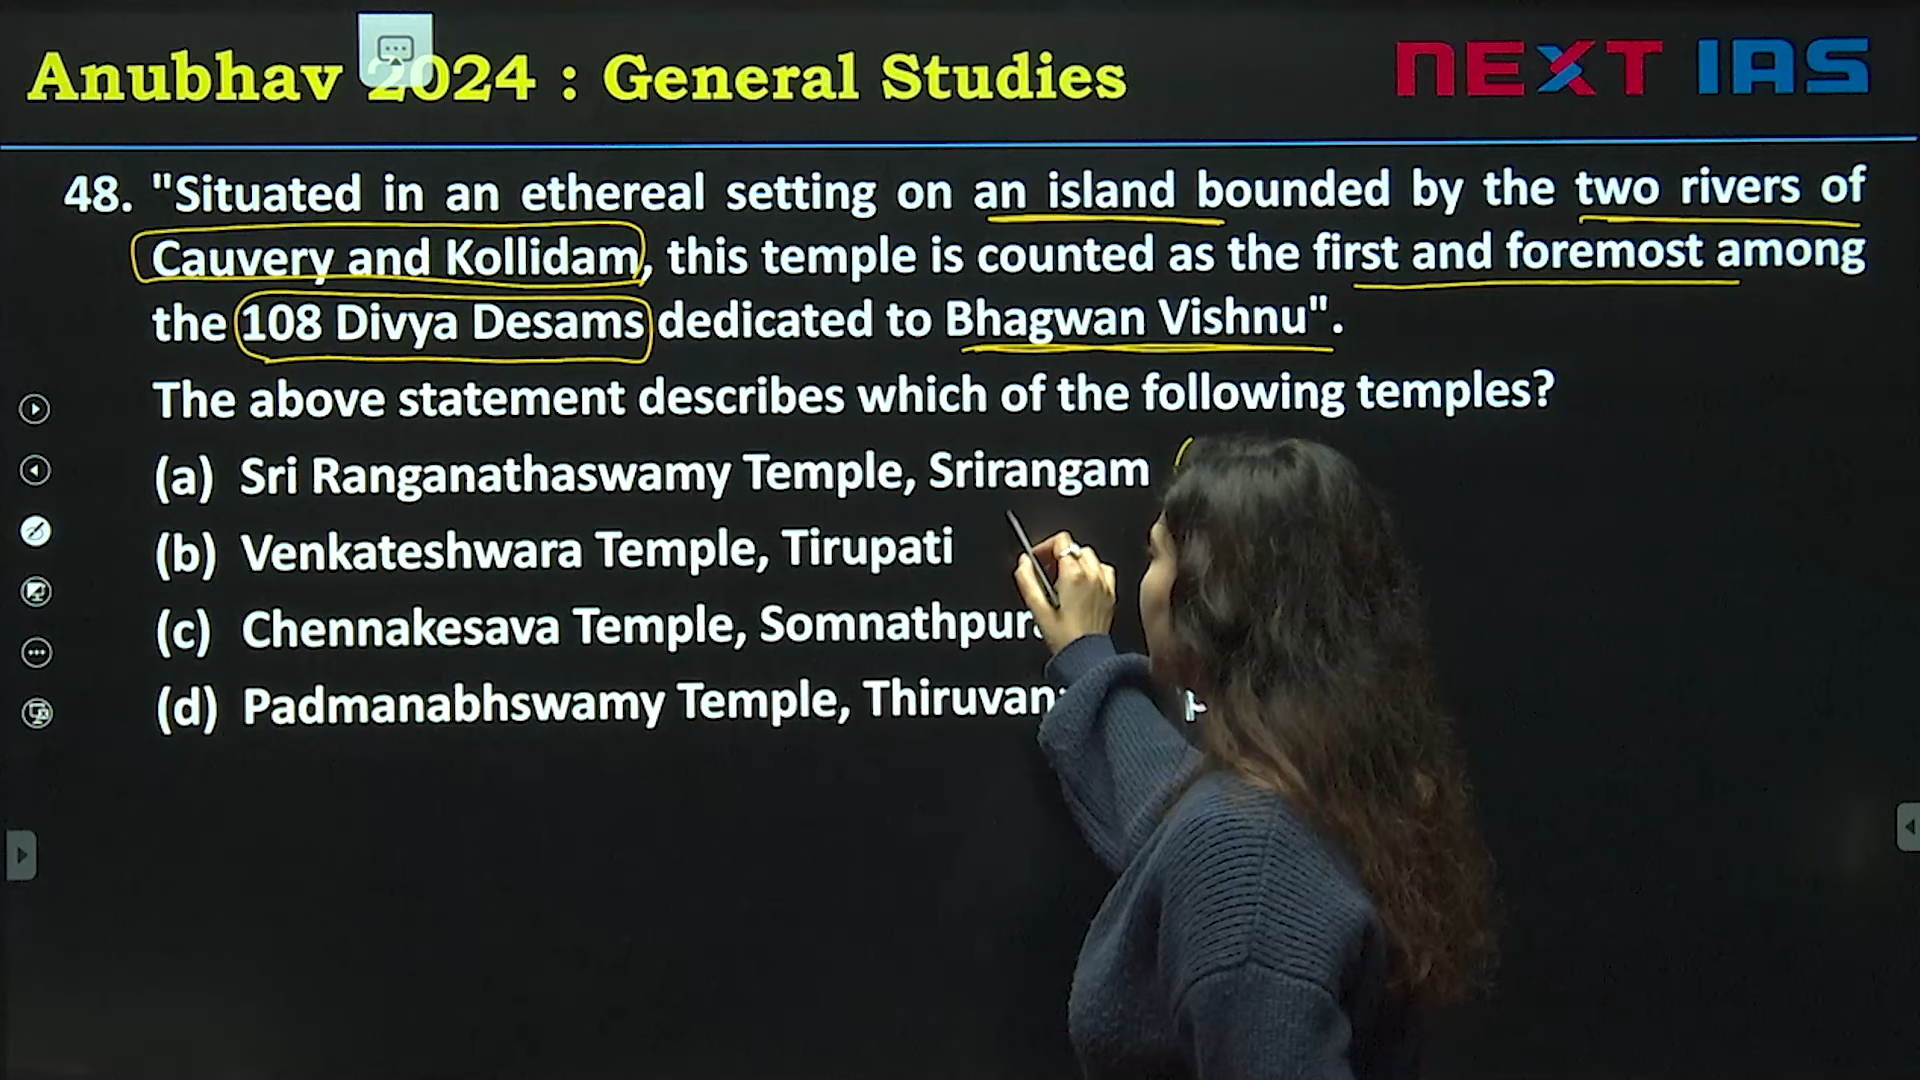 Anubhav 2024 : General Studies
NEXT IAS
48. "Situated in an ethereal setting on an island bounded by the two rivers of
Cauvery and Kollidam, this temple is counted as the first and foremost among
the 108 Divya Desams dedicated to Bhagwan Vishnu".
The above statement describes which of the following temples?
(a) Sri Ranganathaswamy Temple, Srirangam
(b) Venkateshwara Temple, Tirupati
(c) Chennakesava Temple, Somnathpur
(d) Padmanabhswamy Temple, Thiruvan